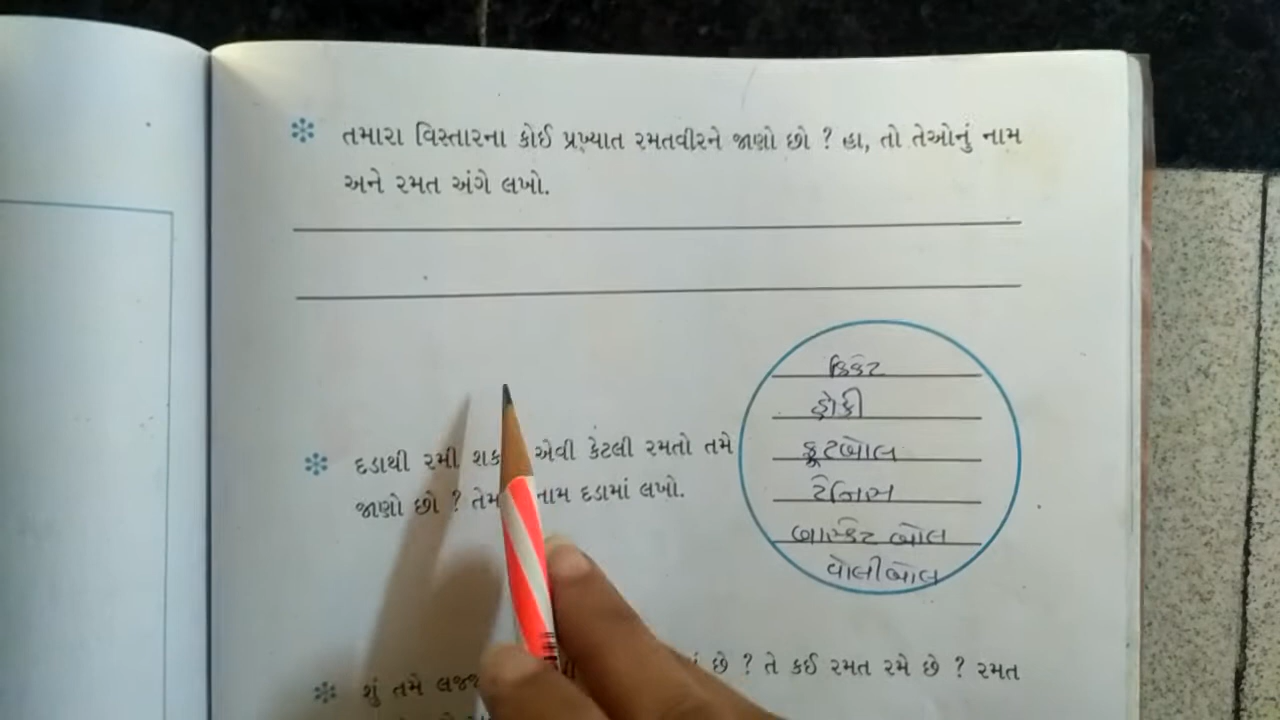 તમારા વિસ્તારના કોઈ પ્રખ્યાત રમતવીરને જાણો છો ? હા, તો તેઓનું નામ
અને રમત અંગે લખો.
દડાથી રમી શક એવી કેટલી રમતો તમે
જાણો છો ? તેમ નામ દડામાં લખો.
ક્રિકેટ
હોકી
ફૂટબોલ
ટેનિસ
બાસ્કેટ બોલ
વોલીબોલ
શું તમે છે ? તે કઈ રમત રમે છે ? રમત